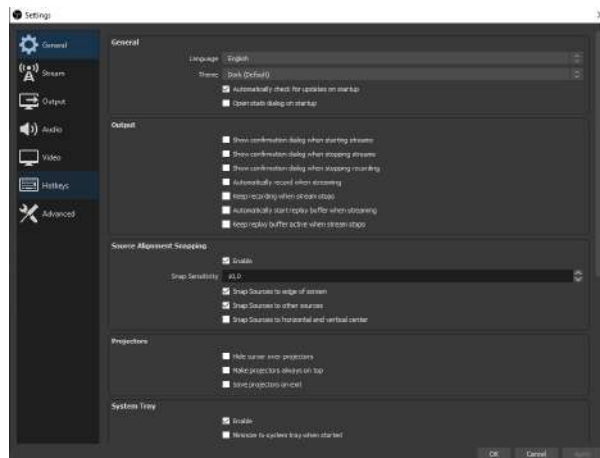 Settings
General
Stream
Output
Audio
Video
Hotkeys
Advanced
General
Language English
Theme Dark (Default)
Automatically check for updates on startup
Open stats dialog on startup
Output
Show confirmation dialog when starting streams
Show confirmation dialog when stopping streams
Show confirmation dialog when stopping recording
Automatically record when streaming
Keep recording when stream stops
Automatically start replay buffer when streaming
Keep replay buffer active when stream stops
Source Alignment Snapping
Enable
Snap Sensitivity 10.0
Snap Sources to edge of screen
Snap Sources to other sources
Snap Sources to horizontal and vertical center
Projectors
Hide cursor over projectors
Make projectors always on top
Save projectors on exit
System Tray
Enable
Minimize to system tray when started
OK Cancel Apply